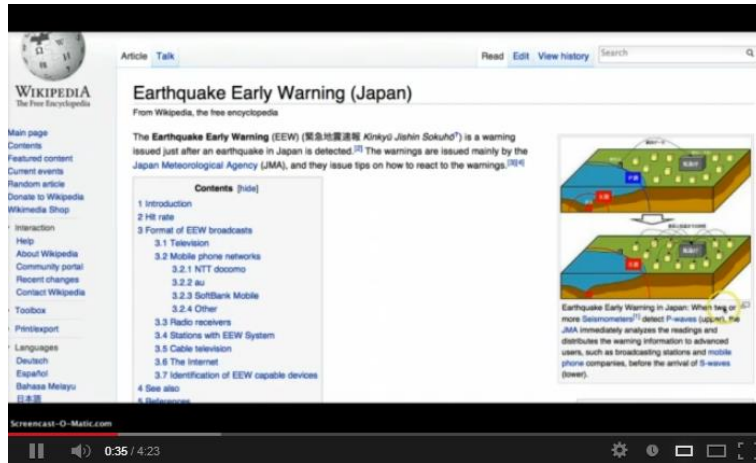 Article Talk
Read Edit View history Search
WIKIPEDIA
The Free Encyclopedia
Main page
Contents
Featured content
Current events
Random article
Donate to Wikipedia
Wikimedia Shop
Interaction
Help
About Wikipedia
Community portal
Recent changes
Contact Wikipedia
Toolbox
Print/export
Languages
Deutsch
Español
Bahasa Melayu
日本語
Earthquake Early Warning (Japan)
From Wikipedia, the free encyclopedia
The Earthquake Early Warning (EEW) (緊急地震速報 Kinkyū Jishin Sokuhō?) is a warning
issued just after an earthquake in Japan is detected.[2] The warnings are issued mainly by the
Japan Meteorological Agency (JMA), and they issue tips on how to react to the warnings.[3][4]
Contents [hide]
1 Introduction
2 Hit rate
3 Format of EEW broadcasts
3.1 Television
3.2 Mobile phone networks
3.2.1 NTT docomo
3.2.2 au
3.2.3 SoftBank Mobile
3.2.4 Other
3.3 Radio receivers
3.4 Stations with EEW System
3.5 Cable television
3.6 The Internet
3.7 Identification of EEW capable devices
4 See also
5 References
Earthquake Early Warning in Japan: When two or
more Seismometers[1] detect P-waves (upper), the
JMA immediately analyzes the readings and
distributes the warning information to advanced
users, such as broadcasting stations and mobile
phone companies, before the arrival of S-waves
(lower).
Screencast-O-Matic.com
0:35 / 4:23